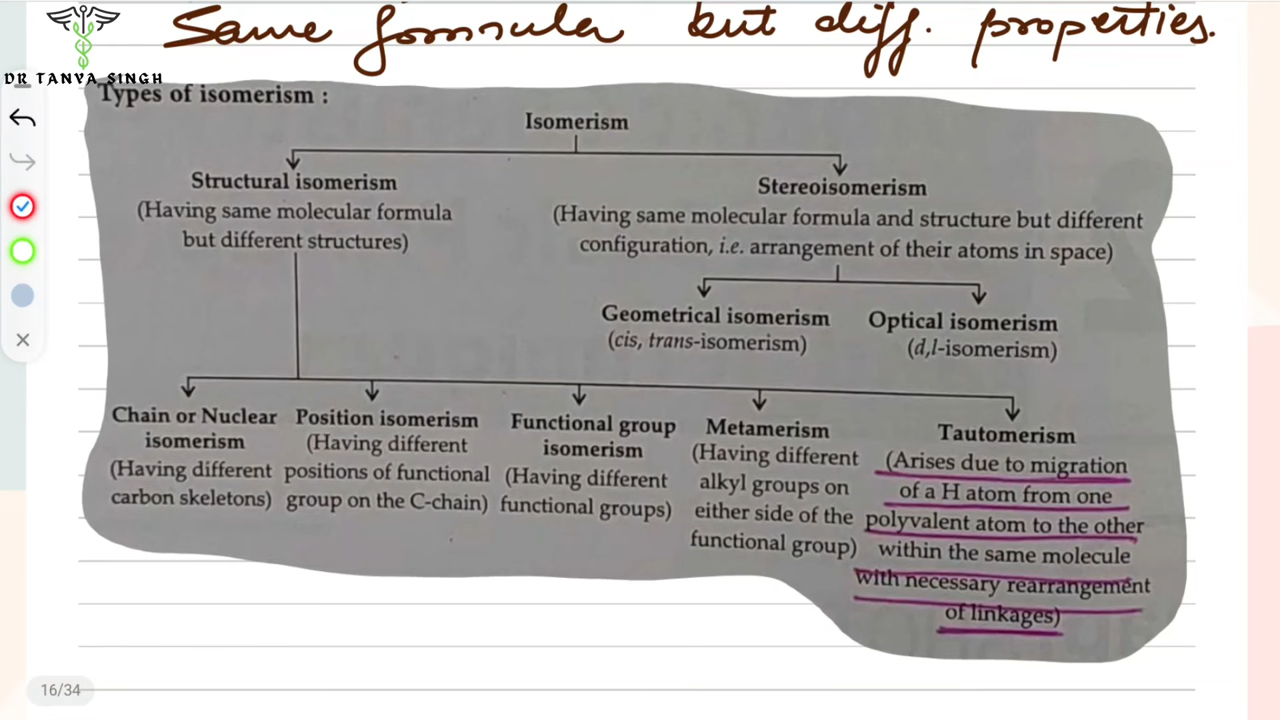 Same formula but diff. properties.
DR TANYA SINGH
Types of isomerism :
Isomerism
Structural isomerism
(Having same molecular formula
but different structures)
Stereoisomerism
(Having same molecular formula and structure but different
configuration, i.e. arrangement of their atoms in space)
Geometrical isomerism
(cis, trans-isomerism)
Optical isomerism
(d,l-isomerism)
Chain or Nuclear
isomerism
(Having different
carbon skeletons)
Position isomerism
(Having different
positions of functional
group on the C-chain)
Functional group
isomerism
(Having different
functional groups)
Metamerism
(Having different
alkyl groups on
either side of the
functional group)
Tautomerism
(Arises due to migration
of a H atom from one
polyvalent atom to the other
within the same molecule
with necessary rearrangement
of linkages)
16/34